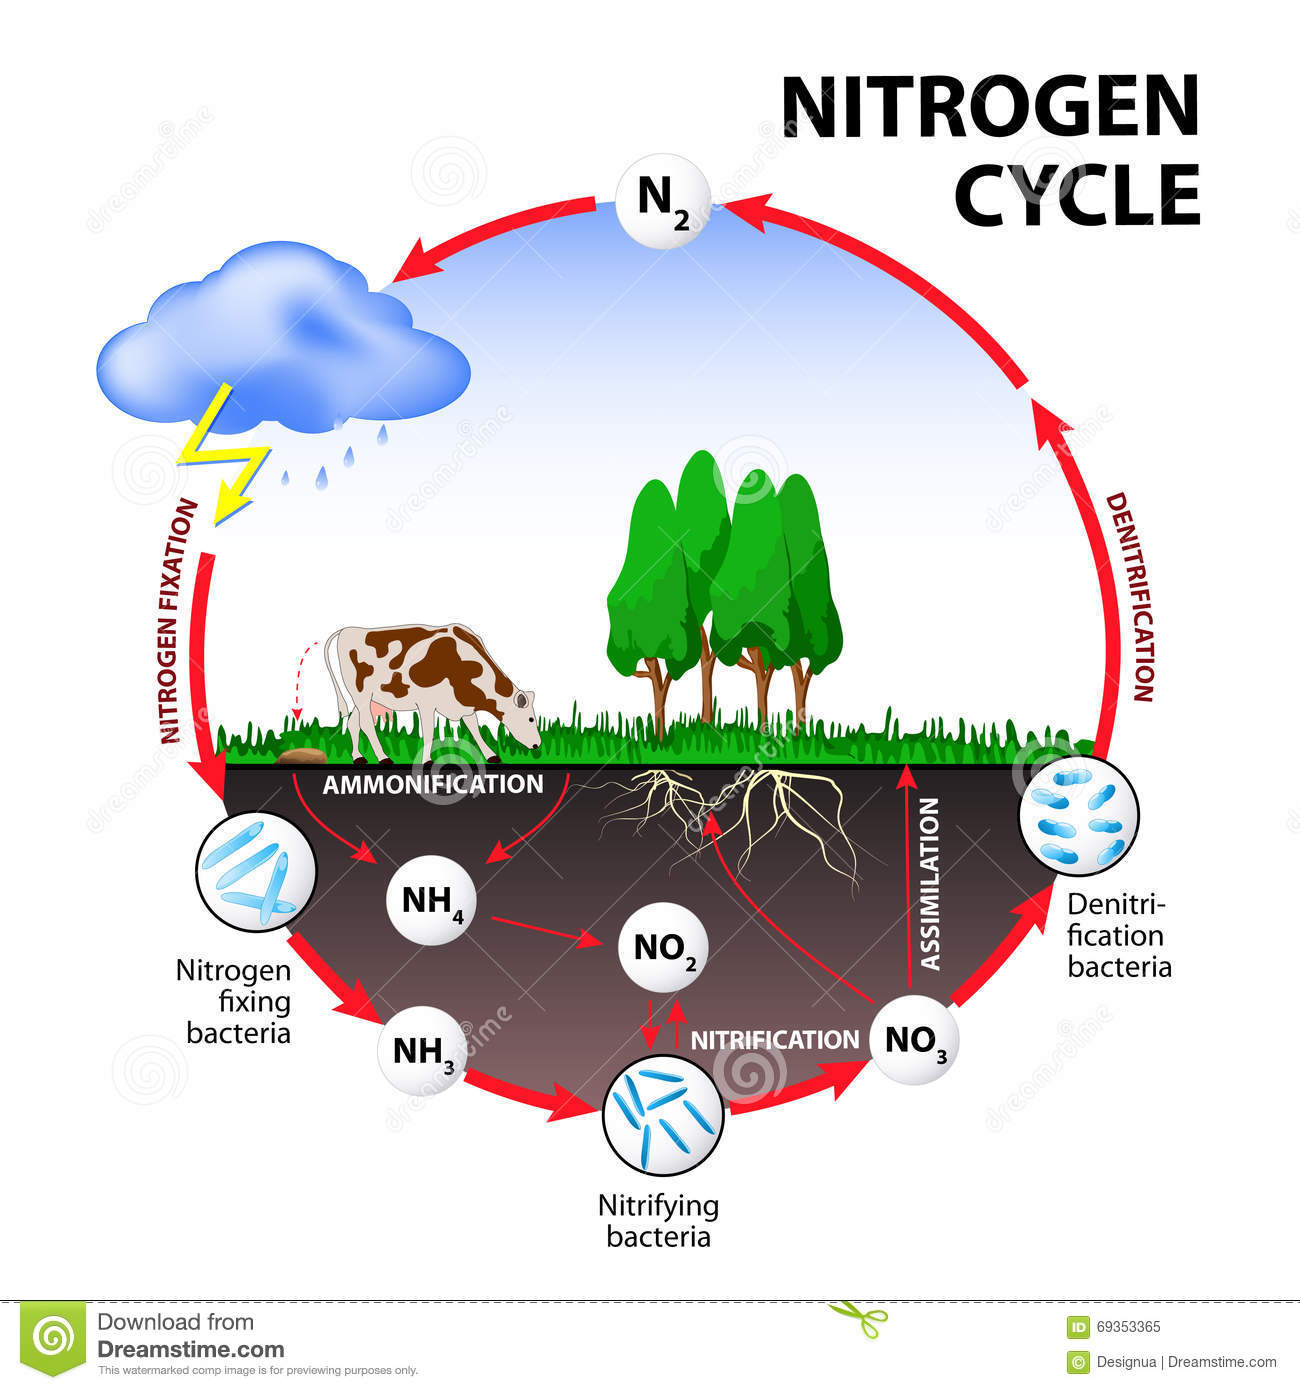 NITROGEN
CYCLE
N2
NITROGEN FIXATION
DENITRIFICATION
AMMONIFICATION
NH4
NO2
ASSIMILATION
Denitri-
fication
bacteria
Nitrogen
fixing
bacteria
NH3
NITRIFICATION
NO3
Nitrifying
bacteria
dreamstime
Download from
Dreamstime.com
This watermarked comp image is for previewing purposes only.
ID 69353365
© Designua | Dreamstime.com